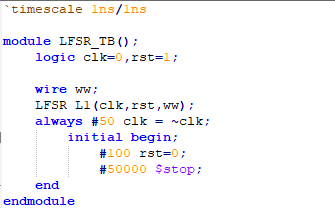 `timescale 1ns/1ns
module LFSR_TB();
logic clk=0,rst=1;
wire ww;
LFSR L1(clk,rst,ww);
always #50 clk = ~clk;
initial begin;
#100 rst=0;
#50000 $stop;
end
endmodule